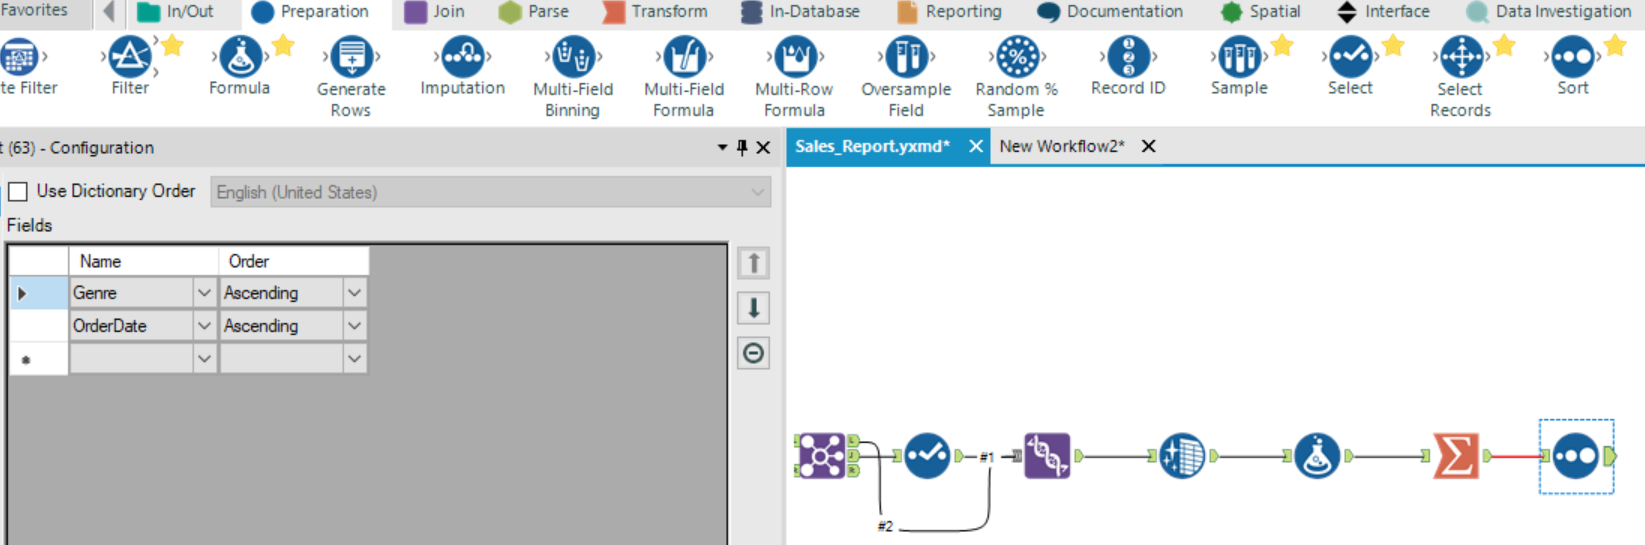 Favorites In/Out Preparation Join Parse Transform In-Database Reporting Documentation Spatial Interface Data Investigation
te Filter Filter Formula Generate Rows Imputation Multi-Field Binning Multi-Field Formula Multi-Row Formula Oversample Field Random % Sample Record ID Sample Select Select Records Sort
t (63) - Configuration
Use Dictionary Order English (United States)
Fields
Name Order
Genre Ascending
OrderDate Ascending
Sales_Report.yxmd* New Workflow2*
#1
#2